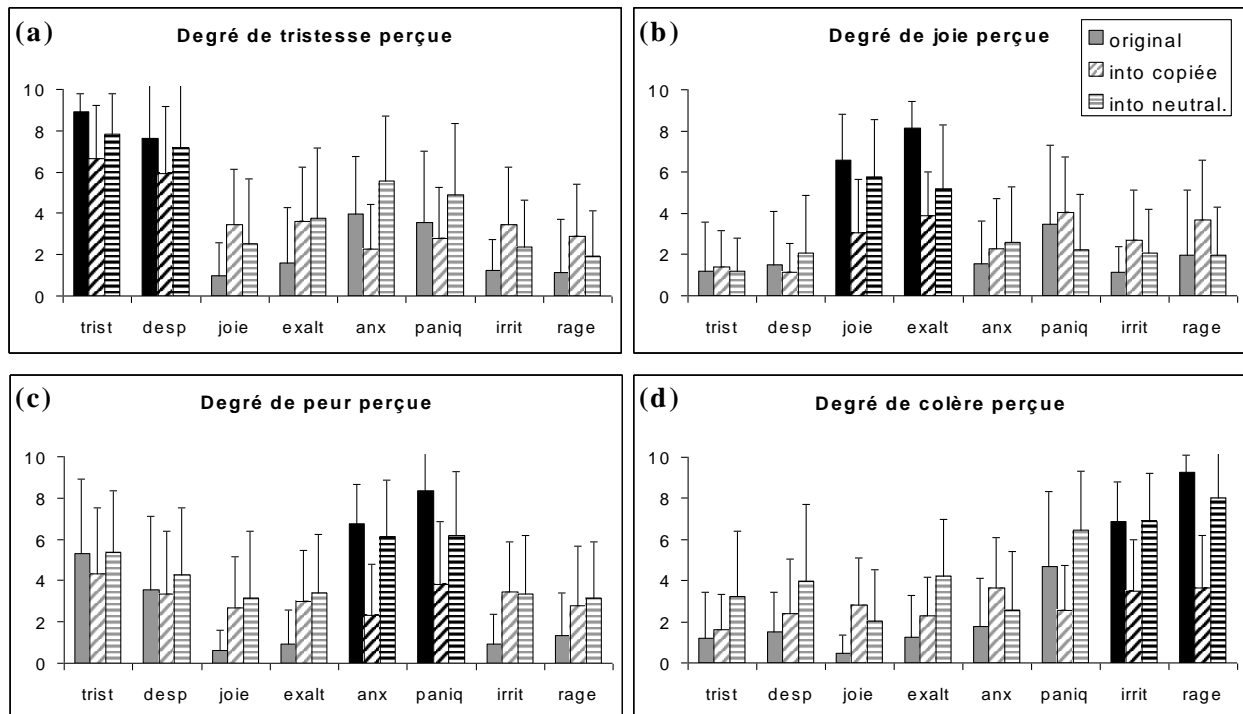 (a) Degré de tristesse perçue
10
8
6
4
2
0
trist desp joie exalt anx paniq irrit rage
(b) Degré de joie perçue
original
into copiée
into neutral.
10
8
6
4
2
0
trist desp joie exalt anx paniq irrit rage
(c) Degré de peur perçue
10
8
6
4
2
0
trist desp joie exalt anx paniq irrit rage
(d) Degré de colère perçue
10
8
6
4
2
0
trist desp joie exalt anx paniq irrit rage